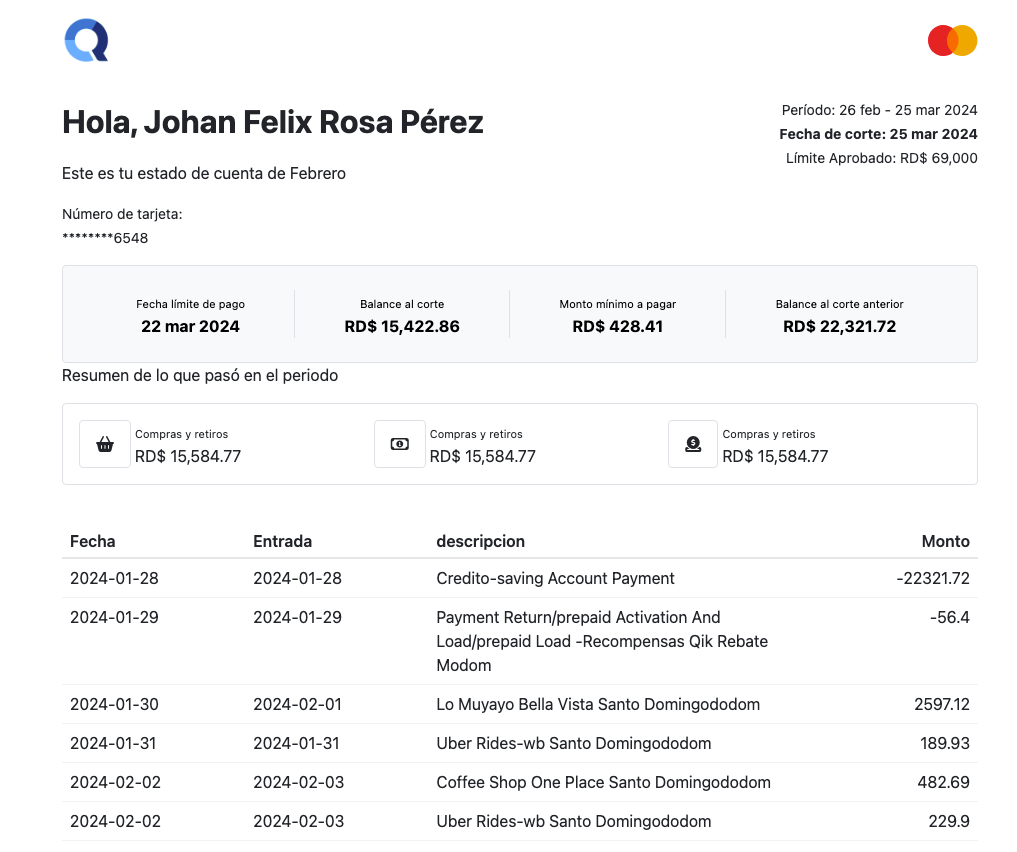 Hola, Johan Felix Rosa Pérez
Período: 26 feb - 25 mar 2024
Fecha de corte: 25 mar 2024
Límite Aprobado: RD$ 69,000
Este es tu estado de cuenta de Febrero
Número de tarjeta:
********6548
Fecha límite de pago
22 mar 2024
Balance al corte
RD$ 15,422.86
Monto mínimo a pagar
RD$ 428.41
Balance al corte anterior
RD$ 22,321.72
Resumen de lo que pasó en el periodo
Compras y retiros
RD$ 15,584.77
Compras y retiros
RD$ 15,584.77
Compras y retiros
RD$ 15,584.77
Fecha Entrada descripcion Monto
2024-01-28 2024-01-28 Credito-saving Account Payment -22321.72
2024-01-29 2024-01-29 Payment Return/prepaid Activation And -56.4
Load/prepaid Load -Recompensas Qik Rebate
Modom
2024-01-30 2024-02-01 Lo Muyayo Bella Vista Santo Domingododom 2597.12
2024-01-31 2024-01-31 Uber Rides-wb Santo Domingododom 189.93
2024-02-02 2024-02-03 Coffee Shop One Place Santo Domingododom 482.69
2024-02-02 2024-02-03 Uber Rides-wb Santo Domingododom 229.9